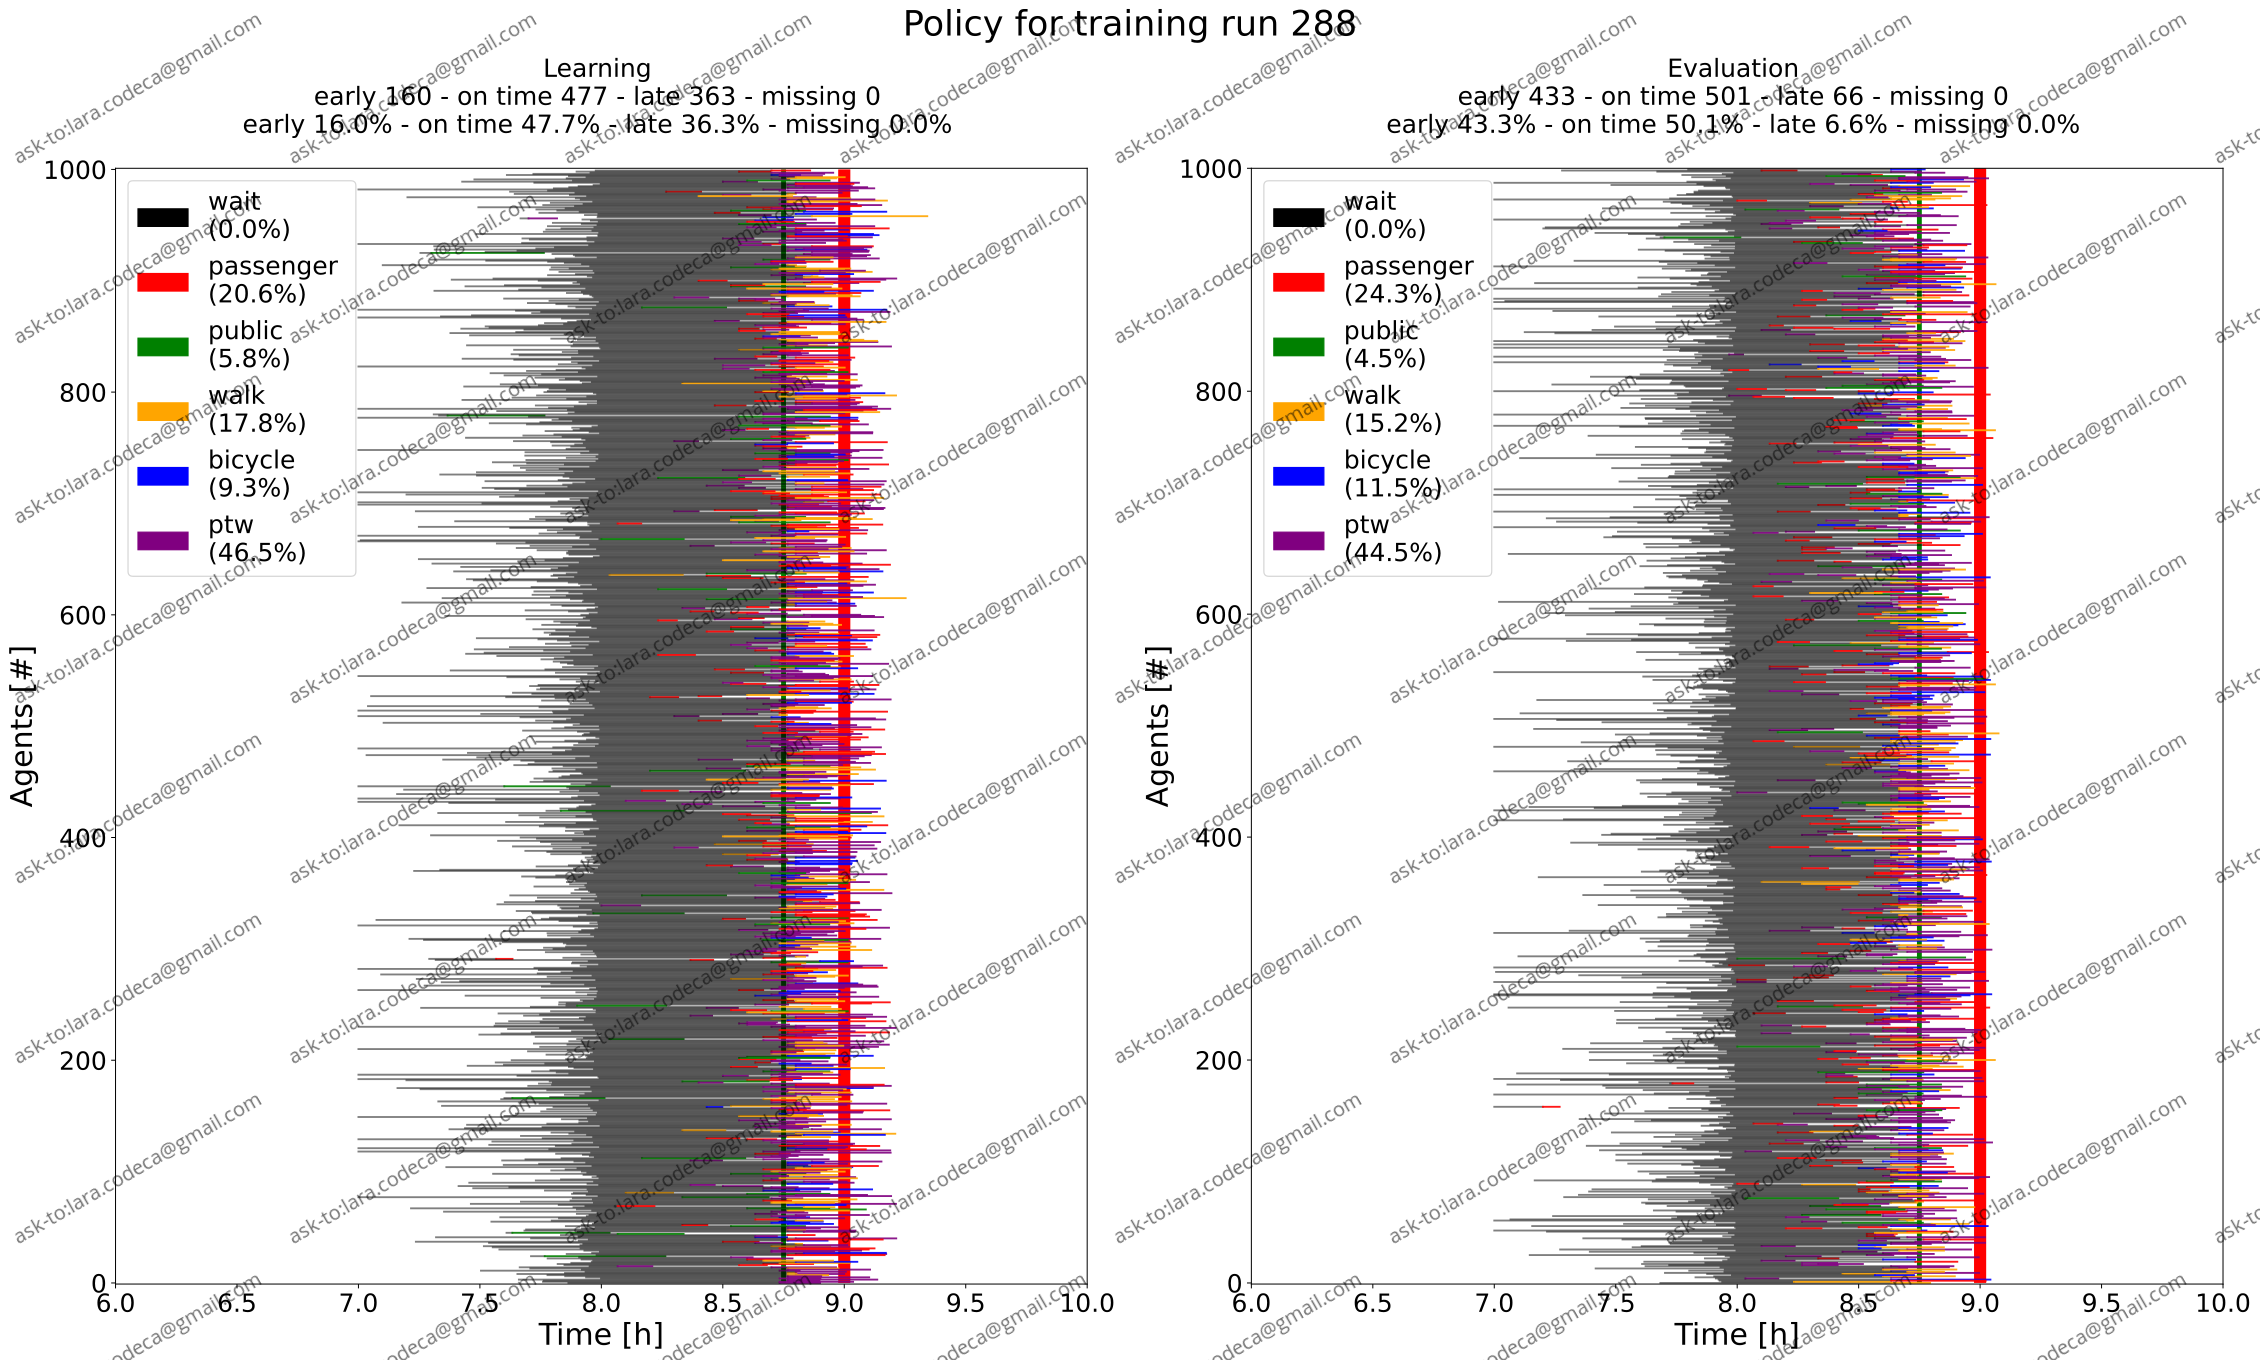 Policy for training run 288
Learning
early 160 - on time 477 - late 363 - missing 0
early 16.0% - on time 47.7% - late 36.3% - missing 0.0%
1000
800
600
400
200
0
Agents [#]
wait
(0.0%)
passenger
(20.6%)
public
(5.8%)
walk
(17.8%)
bicycle
(9.3%)
ptw
(46.5%)
6.0 6.5 7.0 7.5 8.0 8.5 9.0 9.5 10.0
Time [h]
Evaluation
early 433 - on time 501 - late 66 - missing 0
early 43.3% - on time 50.1% - late 6.6% - missing 0.0%
1000
800
600
400
200
0
Agents [#]
wait
(0.0%)
passenger
(24.3%)
public
(4.5%)
walk
(15.2%)
bicycle
(11.5%)
ptw
(44.5%)
6.0 6.5 7.0 7.5 8.0 8.5 9.0 9.5 10.0
Time [h]
ask-to:lara.codeca@gmail.com